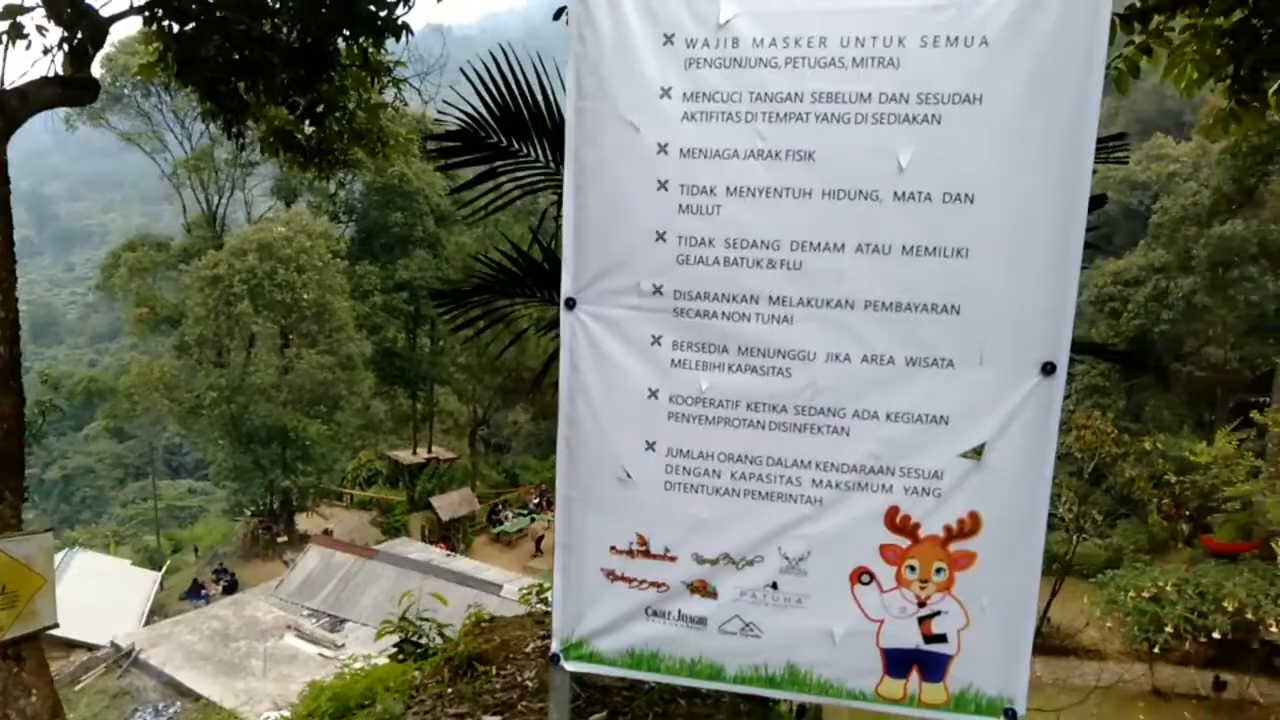 WAJIB MASKER UNTUK SEMUA
(PENGUNJUNG, PETUGAS, MITRA)
MENCUCI TANGAN SEBELUM DAN SESUDAH
AKTIFITAS DI TEMPAT YANG DI SEDIAKAN
MENJAGA JARAK FISIK
TIDAK MENYENTUH HIDUNG, MATA DAN
MULUT
TIDAK SEDANG DEMAM ATAU MEMILIKI
GEJALA BATUK & FLU
DISARANKAN MELAKUKAN PEMBAYARAN
SECARA NON TUNAI
BERSEDIA MENUNGGU JIKA AREA WISATA
MELEBIHI KAPASITAS
KOOPERATIF KETIKA SEDANG ADA KEGIATAN
PENYEMPROTAN DISINFEKTAN
JUMLAH ORANG DALAM KENDARAAN SESUAI
DENGAN KAPASITAS MAKSIMUM YANG
DITENTUKAN PEMERINTAH
PATUHA
CIKOLE JAYAGIRI